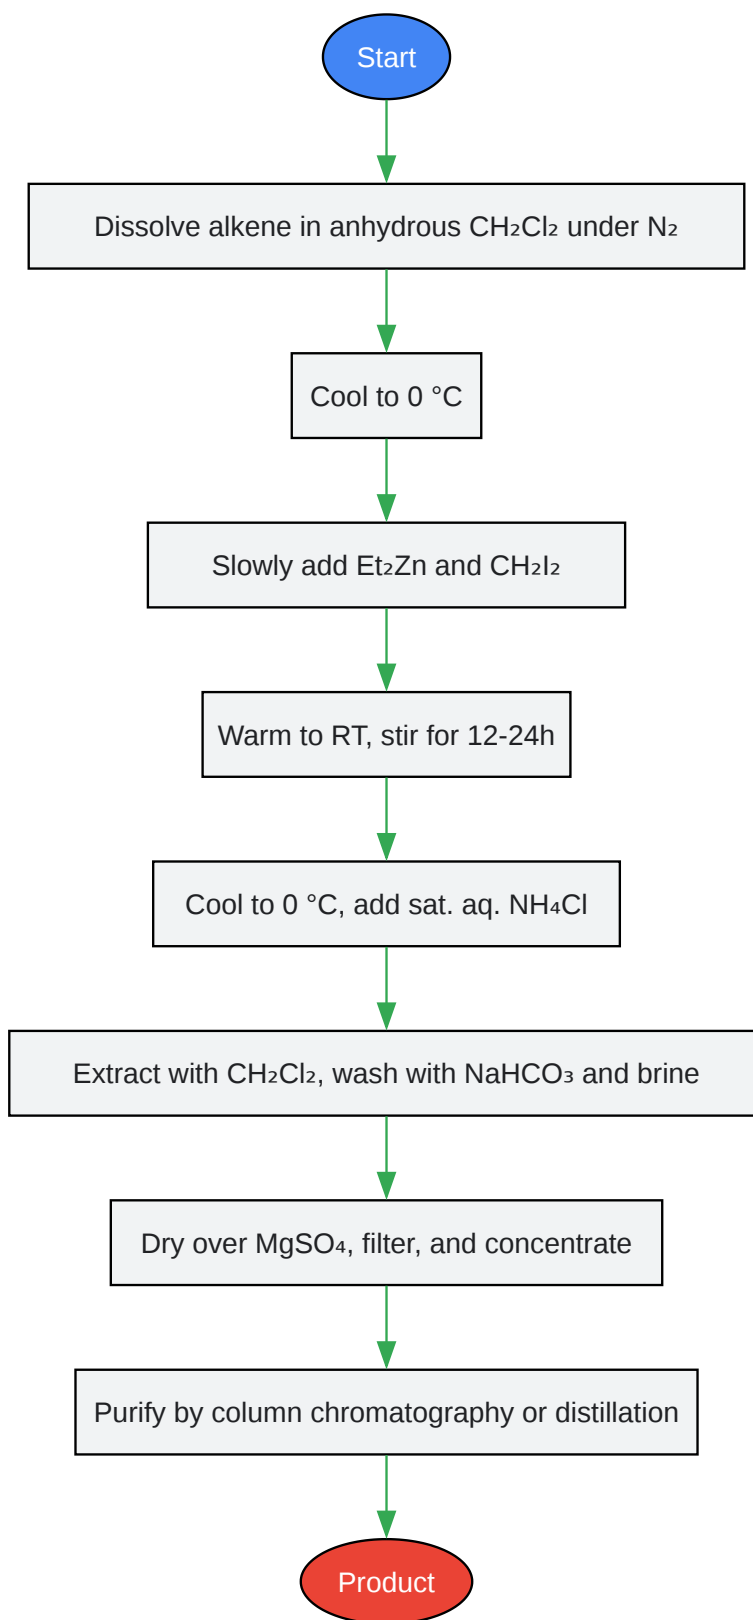 Start
Dissolve alkene in anhydrous CH₂Cl₂ under N₂
Cool to 0 °C
Slowly add Et₂Zn and CH₂I₂
Warm to RT, stir for 12-24h
Cool to 0 °C, add sat. aq. NH₄Cl
Extract with CH₂Cl₂, wash with NaHCO₃ and brine
Dry over MgSO₄, filter, and concentrate
Purify by column chromatography or distillation
Product